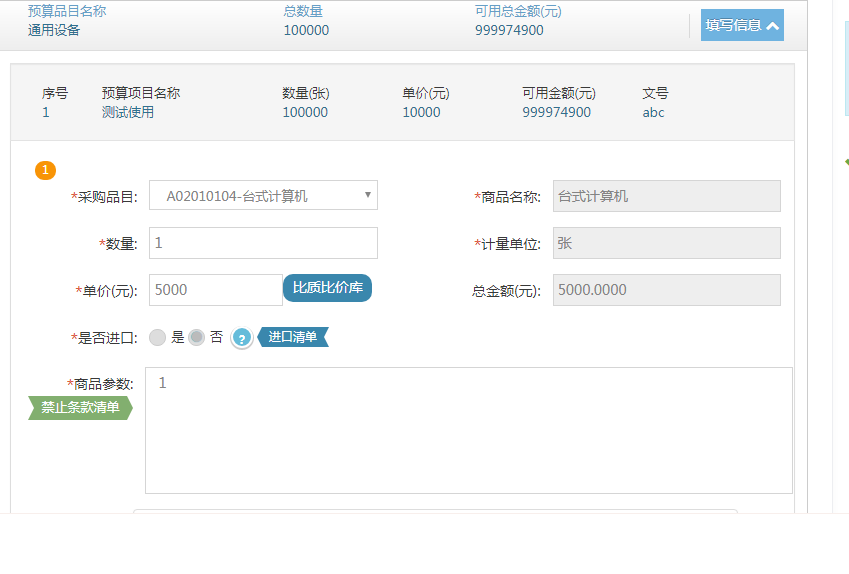 预算品目名称 总数量 可用总金额(元)
通用设备 100000 999974900 填写信息
序号 预算项目名称 数量(张) 单价(元) 可用金额(元) 文号
1 测试使用 100000 10000 999974900 abc
1
*采购品目: A02010104-台式计算机 *商品名称: 台式计算机
*数量: 1 *计量单位: 张
*单价(元): 5000 比质比价库 总金额(元): 5000.0000
*是否进口: 是 否 ? 进口清单
*商品参数: 1
禁止条款清单